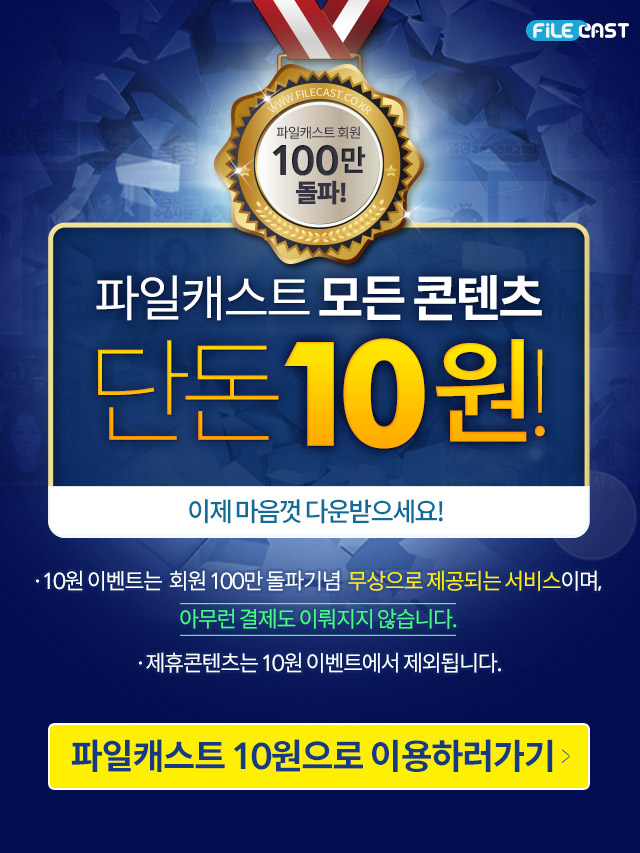 FiLECAST
WWW.FILECAST.CO.KR
파일캐스트 회원
100만
돌파!
파일캐스트 모든 콘텐츠
단돈 10원!
이제 마음껏 다운받으세요!
· 10원 이벤트는 회원 100만 돌파기념 무상으로 제공되는 서비스이며,
아무런 결제도 이뤄지지 않습니다.
· 제휴콘텐츠는 10원 이벤트에서 제외됩니다.
파일캐스트 10원으로 이용하러가기 >